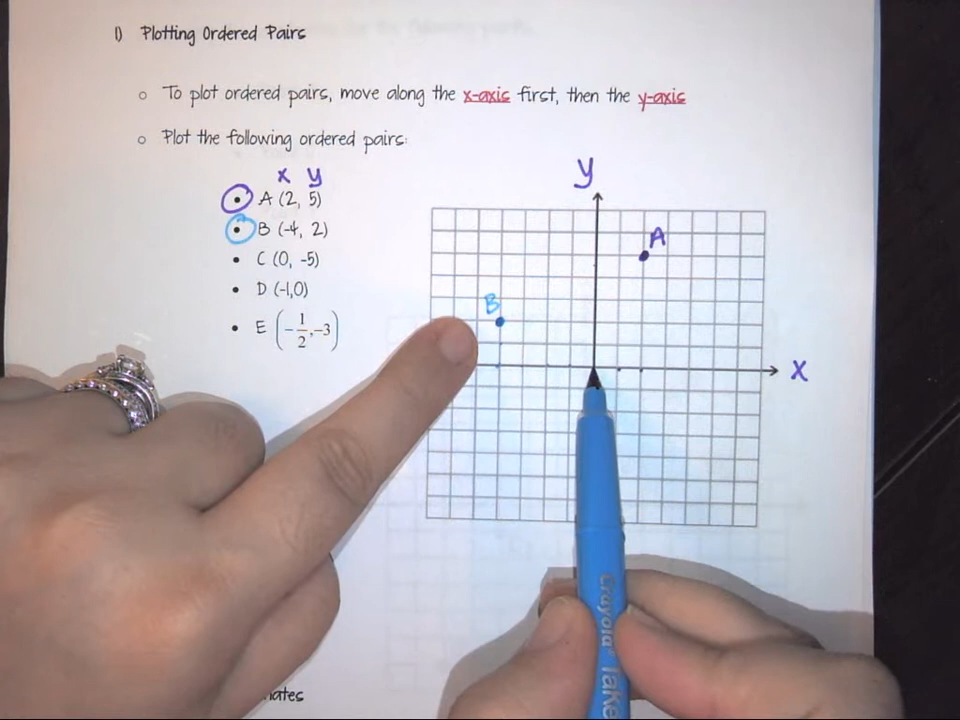 1) Plotting Ordered Pairs
o To plot ordered pairs, move along the x-axis first, then the y-axis
o Plot the following ordered pairs:
x y
• A (2, 5)
• B (-4, 2)
• C (0, -5)
• D (-1,0)
• E (-1/2,-3)
y
A
B
x
Crayola Take